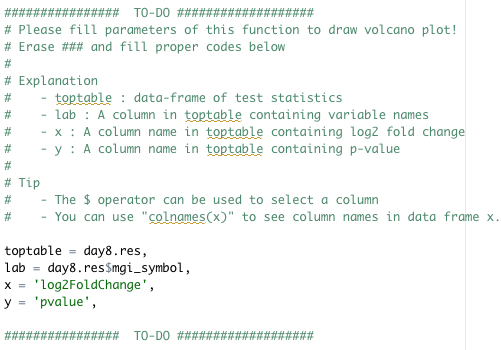 ################  TO-DO ###################
# Please fill parameters of this function to draw volcano plot!
# Erase ### and fill proper codes below
#
# Explanation
#    - toptable : data-frame of test statistics
#    - lab : A column in toptable containing variable names
#    - x : A column name in toptable containing log2 fold change
#    - y : A column name in toptable containing p-value
#
# Tip
#    - The $ operator can be used to select a column
#    - You can use "colnames(x)" to see column names in data frame x.
toptable = day8.res,
lab = day8.res$mgi_symbol,
x = 'log2FoldChange',
y = 'pvalue',
################  TO-DO ###################